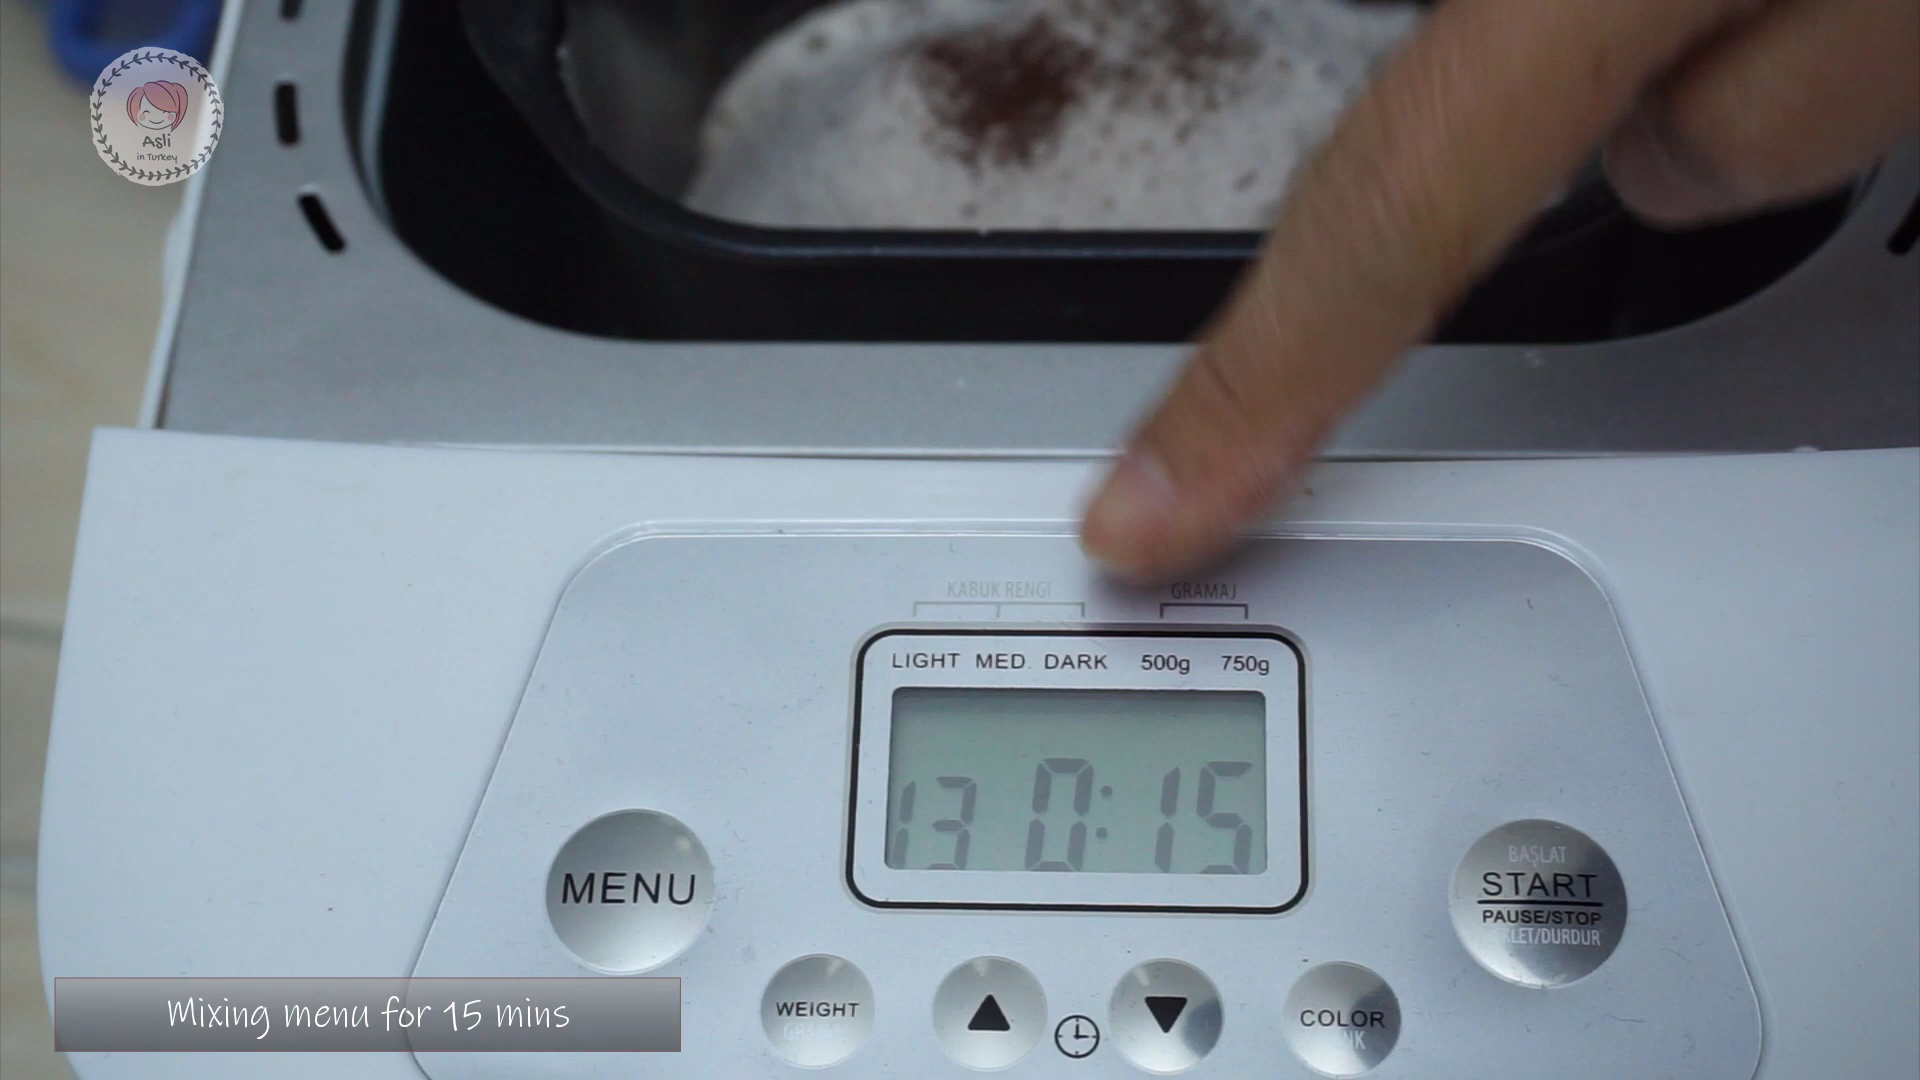 Asli
in Turkey
KABUK RENGI GRAMAJ
LIGHT MED. DARK 500g 750g
13 0:15
MENU
BAŞLAT
START
PAUSE/STOP
/DURDUR
WEIGHT
COLOR
Mixing menu for 15 mins